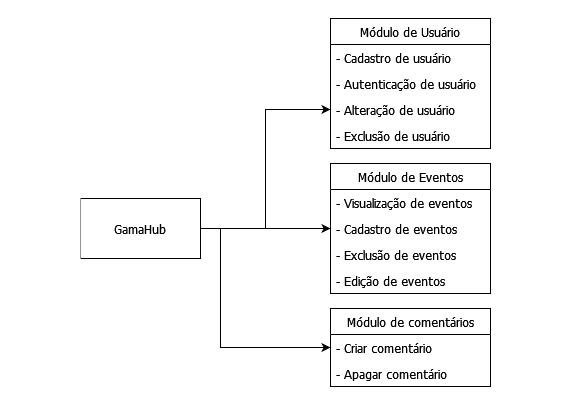 GamaHub
Módulo de Usuário
- Cadastro de usuário
- Autenticação de usuário
- Alteração de usuário
- Exclusão de usuário
Módulo de Eventos
- Visualização de eventos
- Cadastro de eventos
- Exclusão de eventos
- Edição de eventos
Módulo de comentários
- Criar comentário
- Apagar comentário